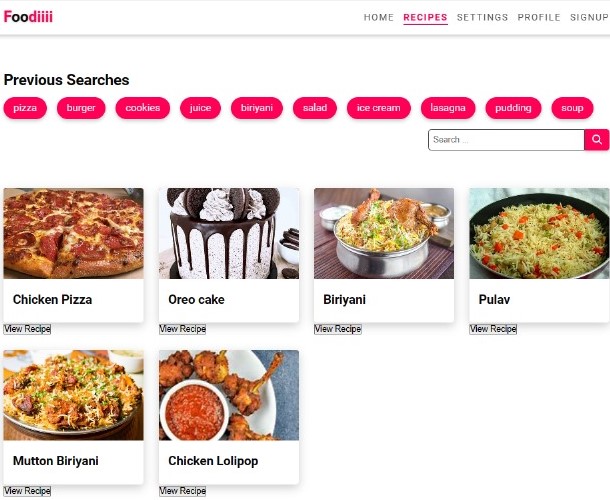 Foodiiii HOME RECIPES SETTINGS PROFILE SIGNUP
Previous Searches
pizza burger cookies juice biriyani salad ice cream lasagna pudding soup
Search ...
Chicken Pizza Oreo cake Biriyani Pulav
View Recipe View Recipe View Recipe View Recipe
Mutton Biriyani Chicken Lolipop
View Recipe View Recipe